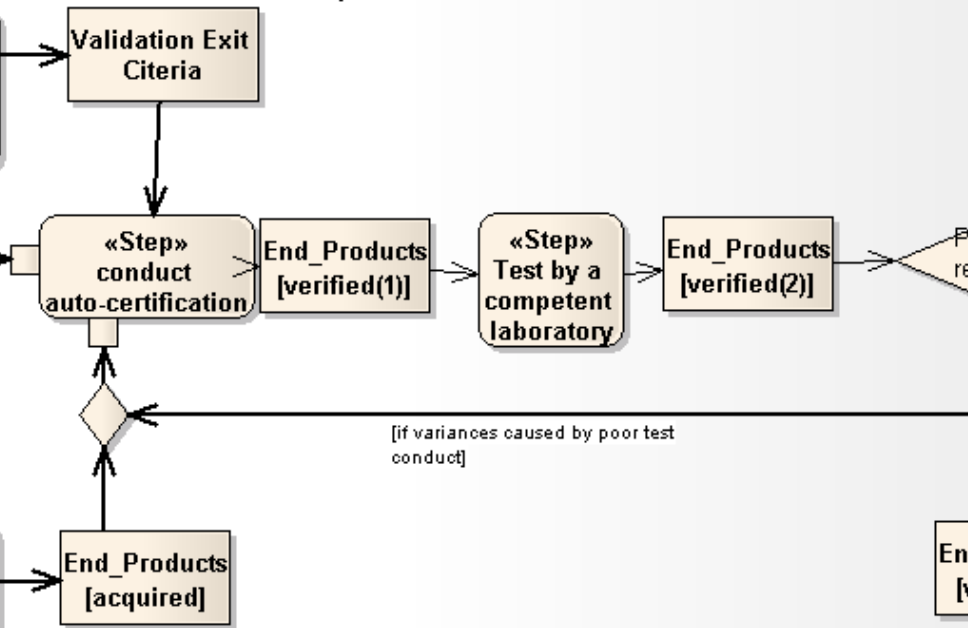 Validation Exit
Citeria
«Step»
conduct
auto-certification
End_Products
[verified(1)]
«Step»
Test by a
competent
laboratory
End_Products
[verified(2)]
[if variances caused by poor test
conduct]
End_Products
[acquired]